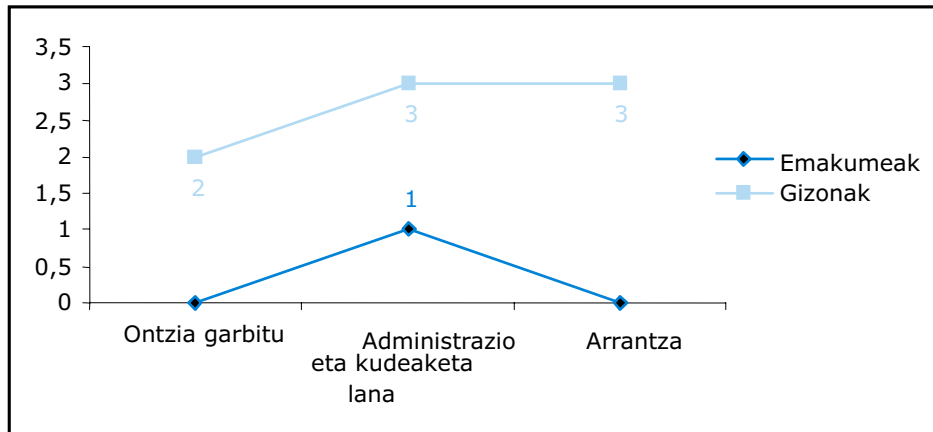 3,5
3
2,5
2
1,5
1
0,5
0
2
3
3
1
Ontzia garbitu
Administrazio
eta kudeaketa
lana
Arrantza
Emakumeak
Gizonak